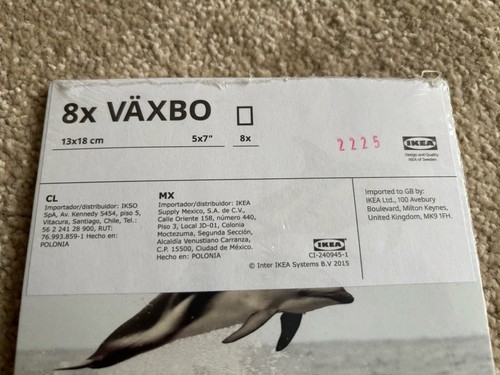 8x VÄXBO
13x18 cm
5x7"
8x
2225
IKEA
Design and Quality
IKEA of Sweden
CL
Importador/distribuidor: IKSO
SpA, Av. Kennedy 5454, piso 5,
Vitacura, Santiago, Chile, Tel.:
56 2 241 28 900, RUT:
76.993.859-1 Hecho en:
POLONIA
MX
Importador/distribuidor: IKEA
Supply Mexico, S.A. de C.V.,
Calle Oriente 158, número 440,
Piso 3, Local JD-01, Colonia
Moctezuma, Segunda Sección,
Alcaldía Venustiano Carranza,
C.P. 15500, Ciudad de México.
Hecho en: POLONIA
IKEA
CI-240945-1
© Inter IKEA Systems B.V 2015
Imported to GB by:
IKEA Ltd., 100 Avebury
Boulevard, Milton Keynes,
United Kingdom, MK9 1FH.